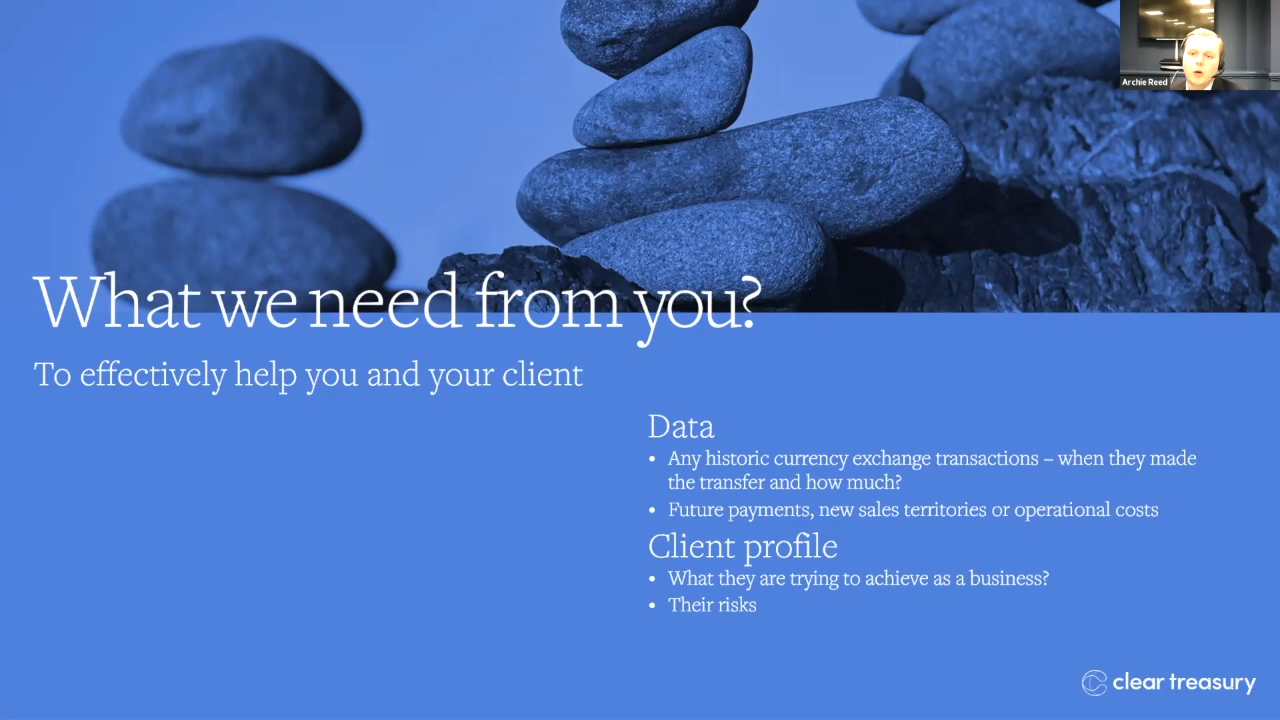 Archie Reed
What we need from you?
To effectively help you and your client
Data
• Any historic currency exchange transactions – when they made
the transfer and how much?
• Future payments, new sales territories or operational costs
Client profile
• What they are trying to achieve as a business?
• Their risks
clear treasury